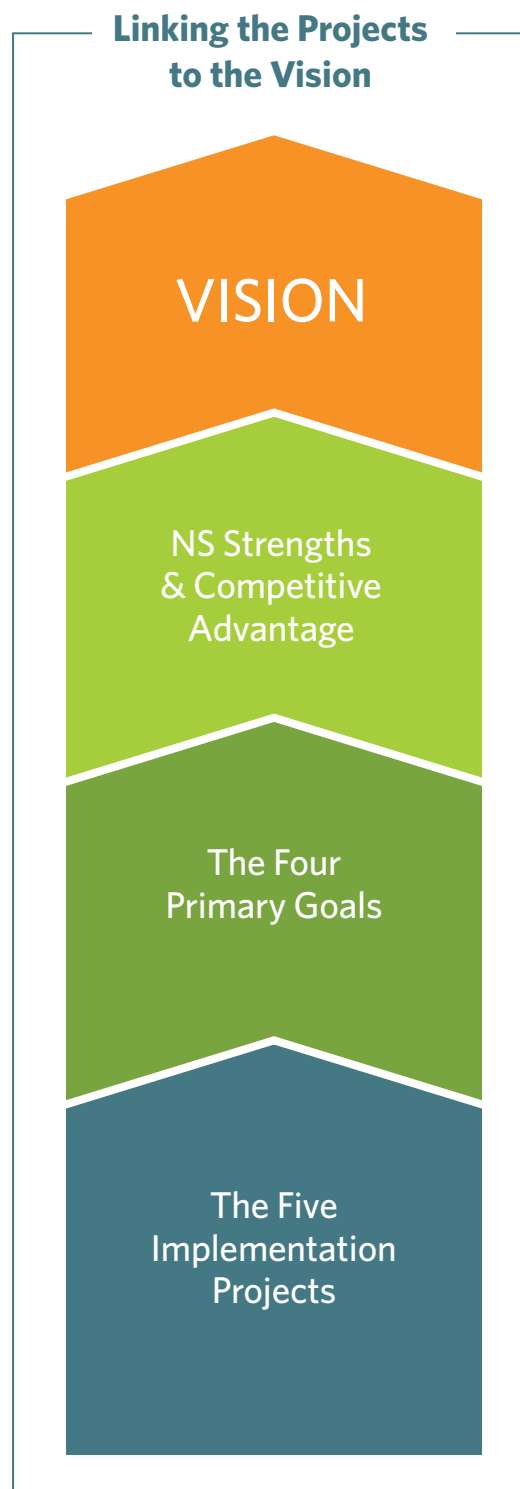 Linking the Projects
to the Vision
VISION
NS Strengths
& Competitive
Advantage
The Four
Primary Goals
The Five
Implementation
Projects